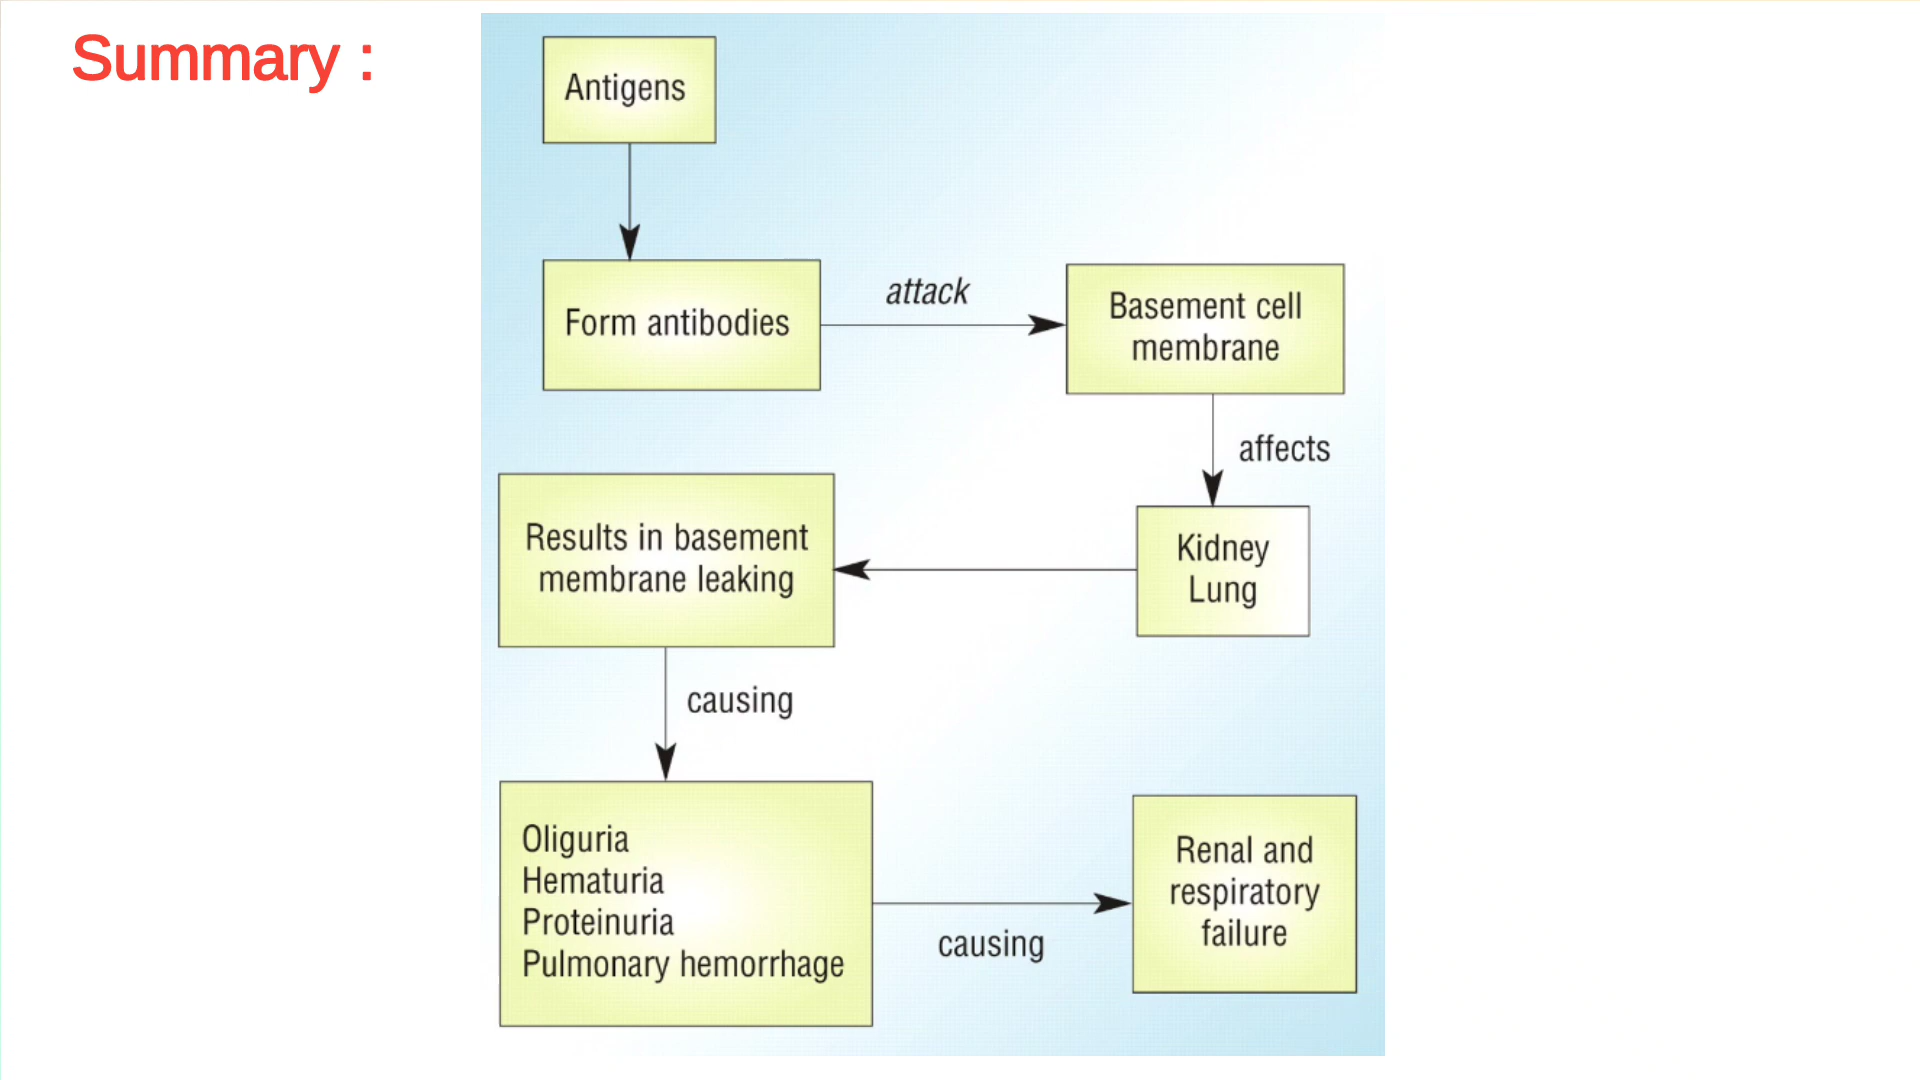 Summary :
Antigens
Form antibodies
attack
Basement cell
membrane
affects
Kidney
Lung
Results in basement
membrane leaking
causing
Oliguria
Hematuria
Proteinuria
Pulmonary hemorrhage
causing
Renal and
respiratory
failure